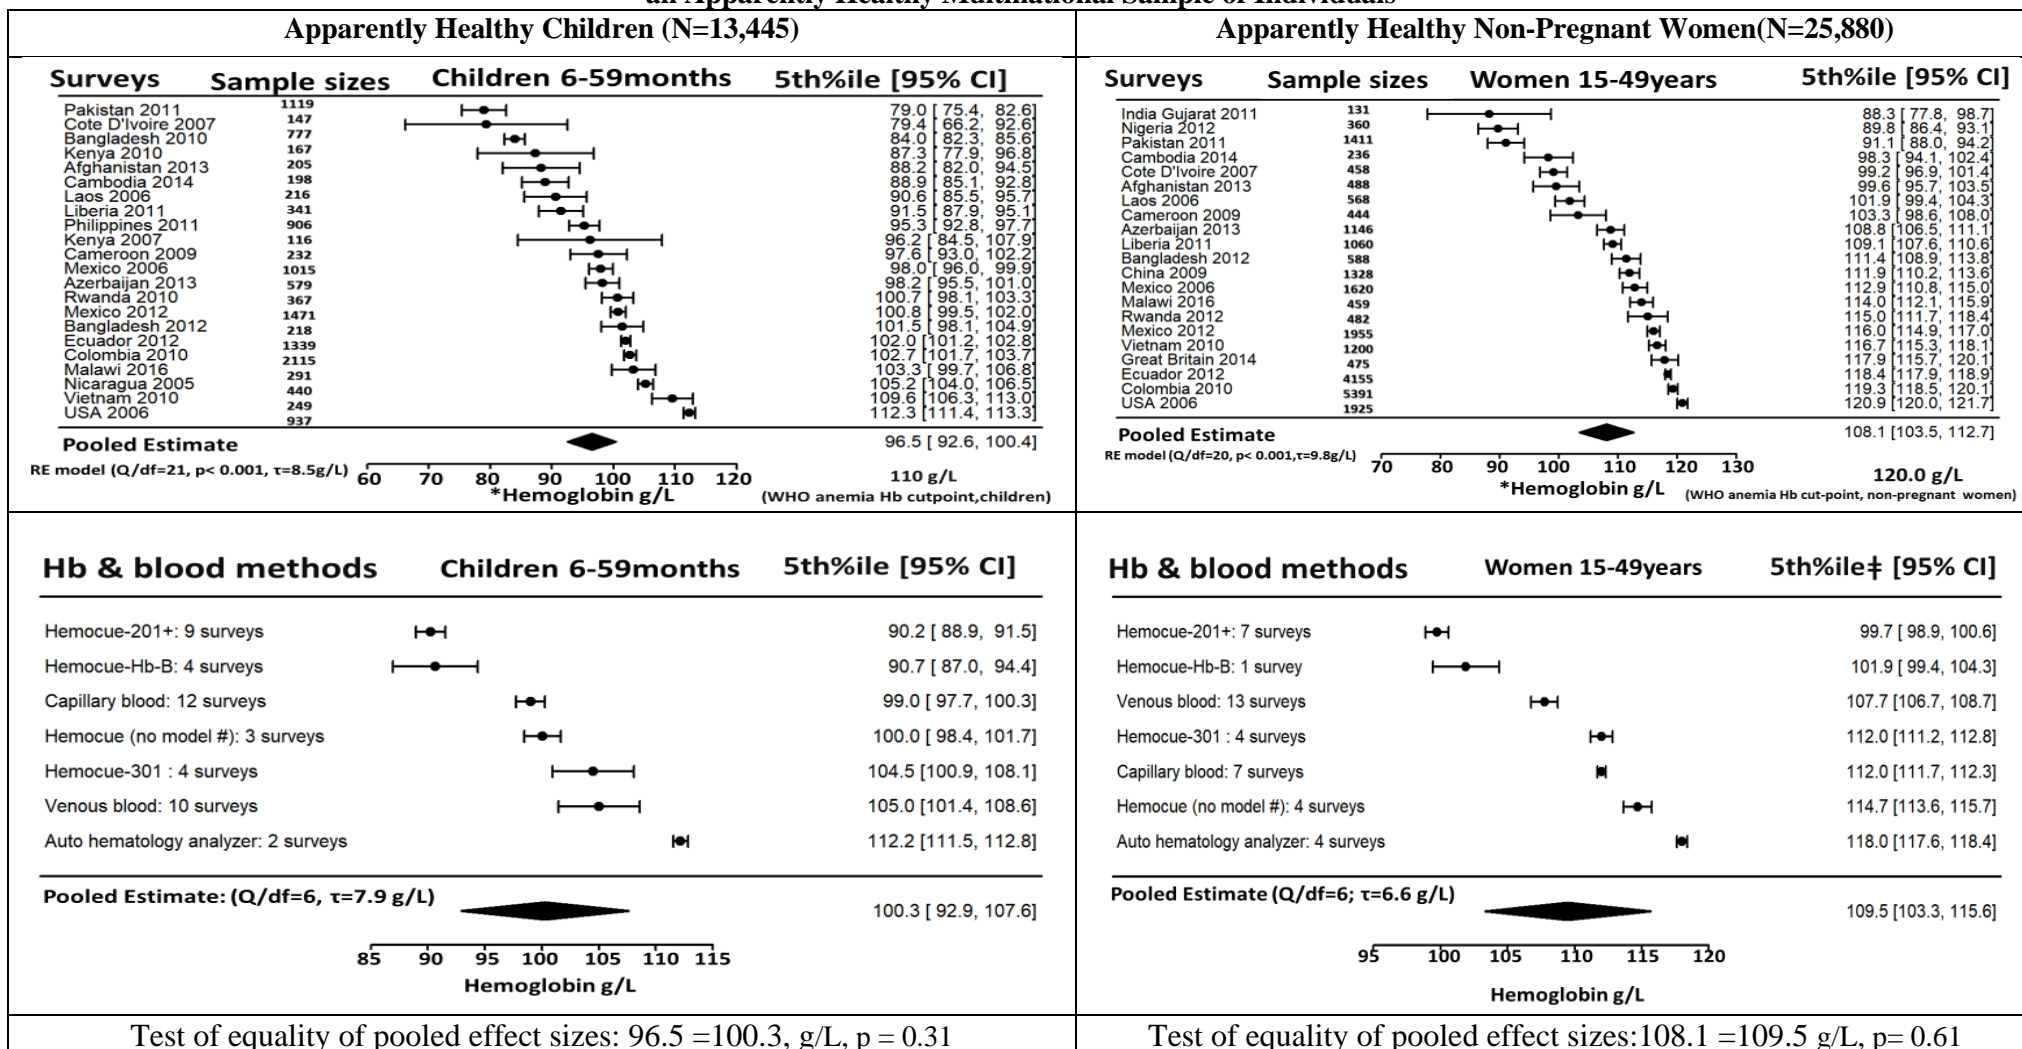 an Apparently Healthy Multinational Sample of Individuals
Apparently Healthy Children (N=13,445)
Surveys Sample sizes Children 6-59months 5th%ile [95% CI]
Pakistan 2011 1119 79.0 [ 75.4, 82.6]
Cote D'Ivoire 2007 147 79.4 [ 66.2, 92.6]
Bangladesh 2010 777 84.0 [ 82.3, 85.6]
Kenya 2010 167 87.3 [ 77.9, 96.8]
Afghanistan 2013 205 88.2 [ 82.0, 94.5]
Cambodia 2014 198 88.9 [ 85.1, 92.8]
Laos 2006 216 90.6 [ 85.5, 95.7]
Liberia 2011 341 91.5 [ 87.9, 95.1]
Philippines 2011 906 95.3 [ 92.8, 97.7]
Kenya 2007 116 96.2 [ 84.5, 107.9]
Cameroon 2009 232 97.6 [ 93.0, 102.2]
Mexico 2006 1015 98.0 [ 96.0, 99.9]
Azerbaijan 2013 579 98.2 [ 95.5, 101.0]
Rwanda 2010 367 100.7 [ 98.1, 103.3]
Mexico 2012 1471 100.8 [ 99.5, 102.0]
Bangladesh 2012 218 101.5 [ 98.1, 104.9]
Ecuador 2012 1339 102.0 [101.2, 102.8]
Colombia 2010 2115 102.7 [101.7, 103.7]
Malawi 2016 291 103.3 [ 99.7, 106.8]
Nicaragua 2005 440 105.2 [104.0, 106.5]
Vietnam 2010 249 109.6 [106.3, 113.0]
USA 2006 937 112.3 [111.4, 113.3]
Pooled Estimate 96.5 [ 92.6, 100.4]
RE model (Q/df=21, p< 0.001, τ=8.5g/L) 60 70 80 90 100 110 120 110 g/L
*Hemoglobin g/L (WHO anemia Hb cutpoint,children)
Apparently Healthy Non-Pregnant Women(N=25,880)
Surveys Sample sizes Women 15-49years 5th%ile [95% CI]
India Gujarat 2011 131 88.3 [ 77.8, 98.7]
Nigeria 2012 360 89.8 [ 86.4, 93.1]
Pakistan 2011 1411 91.1 [ 88.0, 94.2]
Cambodia 2014 236 98.3 [ 94.1, 102.4]
Cote D'Ivoire 2007 458 99.2 [ 96.9, 101.4]
Afghanistan 2013 488 99.6 [ 95.7, 103.5]
Laos 2006 568 101.9 [ 99.4, 104.3]
Cameroon 2009 444 103.3 [ 98.6, 108.0]
Azerbaijan 2013 1146 108.8 [106.5, 111.1]
Liberia 2011 1060 109.1 [107.6, 110.6]
Bangladesh 2012 588 111.4 [108.9, 113.8]
China 2009 1328 111.9 [110.2, 113.6]
Mexico 2006 1620 112.9 [110.8, 115.0]
Malawi 2016 459 114.0 [112.1, 115.9]
Rwanda 2012 482 115.0 [111.7, 118.4]
Mexico 2012 1955 116.0 [114.9, 117.0]
Vietnam 2010 1200 116.7 [115.3, 118.1]
Great Britain 2014 475 117.9 [115.7, 120.1]
Ecuador 2012 4155 118.4 [117.9, 118.9]
Colombia 2010 5391 119.3 [118.5, 120.1]
USA 2006 1925 120.9 [120.0, 121.7]
Pooled Estimate 108.1 [103.5, 112.7]
RE model (Q/df=20, p< 0.001,τ=9.8g/L) 70 80 90 100 110 120 130 120.0 g/L
*Hemoglobin g/L (WHO anemia Hb cut-point, non-pregnant women)
Hb & blood methods Children 6-59months 5th%ile [95% CI]
Hemocue-201+: 9 surveys 90.2 [ 88.9, 91.5]
Hemocue-Hb-B: 4 surveys 90.7 [ 87.0, 94.4]
Capillary blood: 12 surveys 99.0 [ 97.7, 100.3]
Hemocue (no model #): 3 surveys 100.0 [ 98.4, 101.7]
Hemocue-301 : 4 surveys 104.5 [100.9, 108.1]
Venous blood: 10 surveys 105.0 [101.4, 108.6]
Auto hematology analyzer: 2 surveys 112.2 [111.5, 112.8]
Pooled Estimate: (Q/df=6, τ=7.9 g/L) 100.3 [ 92.9, 107.6]
85 90 95 100 105 110 115
Hemoglobin g/L
Hb & blood methods Women 15-49years 5th%ile‡ [95% CI]
Hemocue-201+: 7 surveys 99.7 [ 98.9, 100.6]
Hemocue-Hb-B: 1 survey 101.9 [ 99.4, 104.3]
Venous blood: 13 surveys 107.7 [106.7, 108.7]
Hemocue-301 : 4 surveys 112.0 [111.2, 112.8]
Capillary blood: 7 surveys 112.0 [111.7, 112.3]
Hemocue (no model #): 4 surveys 114.7 [113.6, 115.7]
Auto hematology analyzer: 4 surveys 118.0 [117.6, 118.4]
Pooled Estimate (Q/df=6; τ=6.6 g/L) 109.5 [103.3, 115.6]
95 100 105 110 115 120
Hemoglobin g/L
Test of equality of pooled effect sizes: 96.5 =100.3, g/L, p = 0.31
Test of equality of pooled effect sizes:108.1 =109.5 g/L, p= 0.61